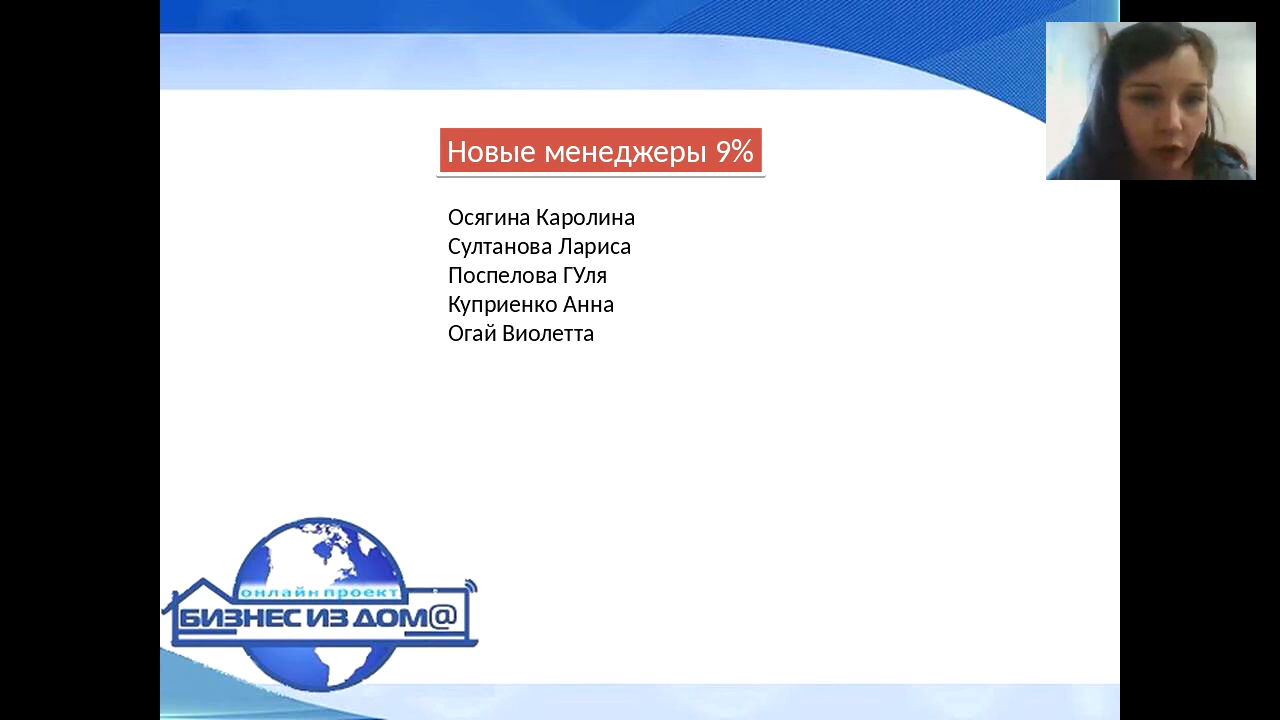 Новые менеджеры 9%
Осягина Каролина
Султанова Лариса
Поспелова ГУля
Куприенко Анна
Огай Виолетта
онлайн проект
БИЗНЕС ИЗ ДОМ@